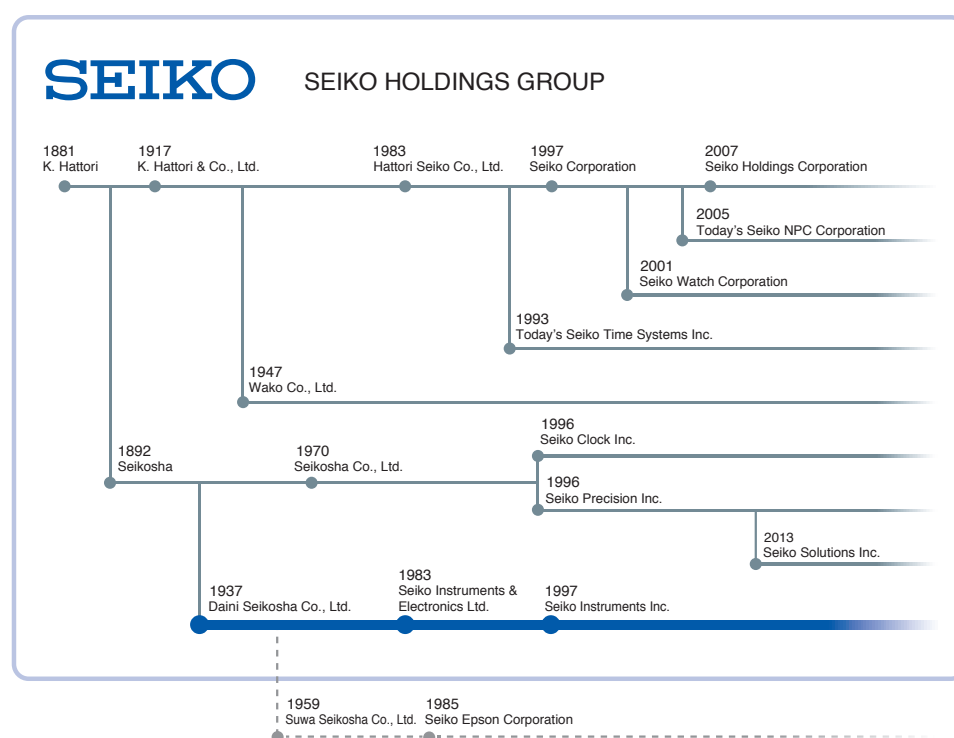 SEIKO
SEIKO HOLDINGS GROUP
1881
K. Hattori
1917
K. Hattori & Co., Ltd.
1983
Hattori Seiko Co., Ltd.
1997
Seiko Corporation
2007
Seiko Holdings Corporation
2005
Today's Seiko NPC Corporation
2001
Seiko Watch Corporation
1993
Today's Seiko Time Systems Inc.
1947
Wako Co., Ltd.
1996
Seiko Clock Inc.
1892
Seikosha
1970
Seikosha Co., Ltd.
1996
Seiko Precision Inc.
2013
Seiko Solutions Inc.
1937
Daini Seikosha Co., Ltd.
1983
Seiko Instruments &
Electronics Ltd.
1997
Seiko Instruments Inc.
1959
Suwa Seikosha Co., Ltd.
1985
Seiko Epson Corporation